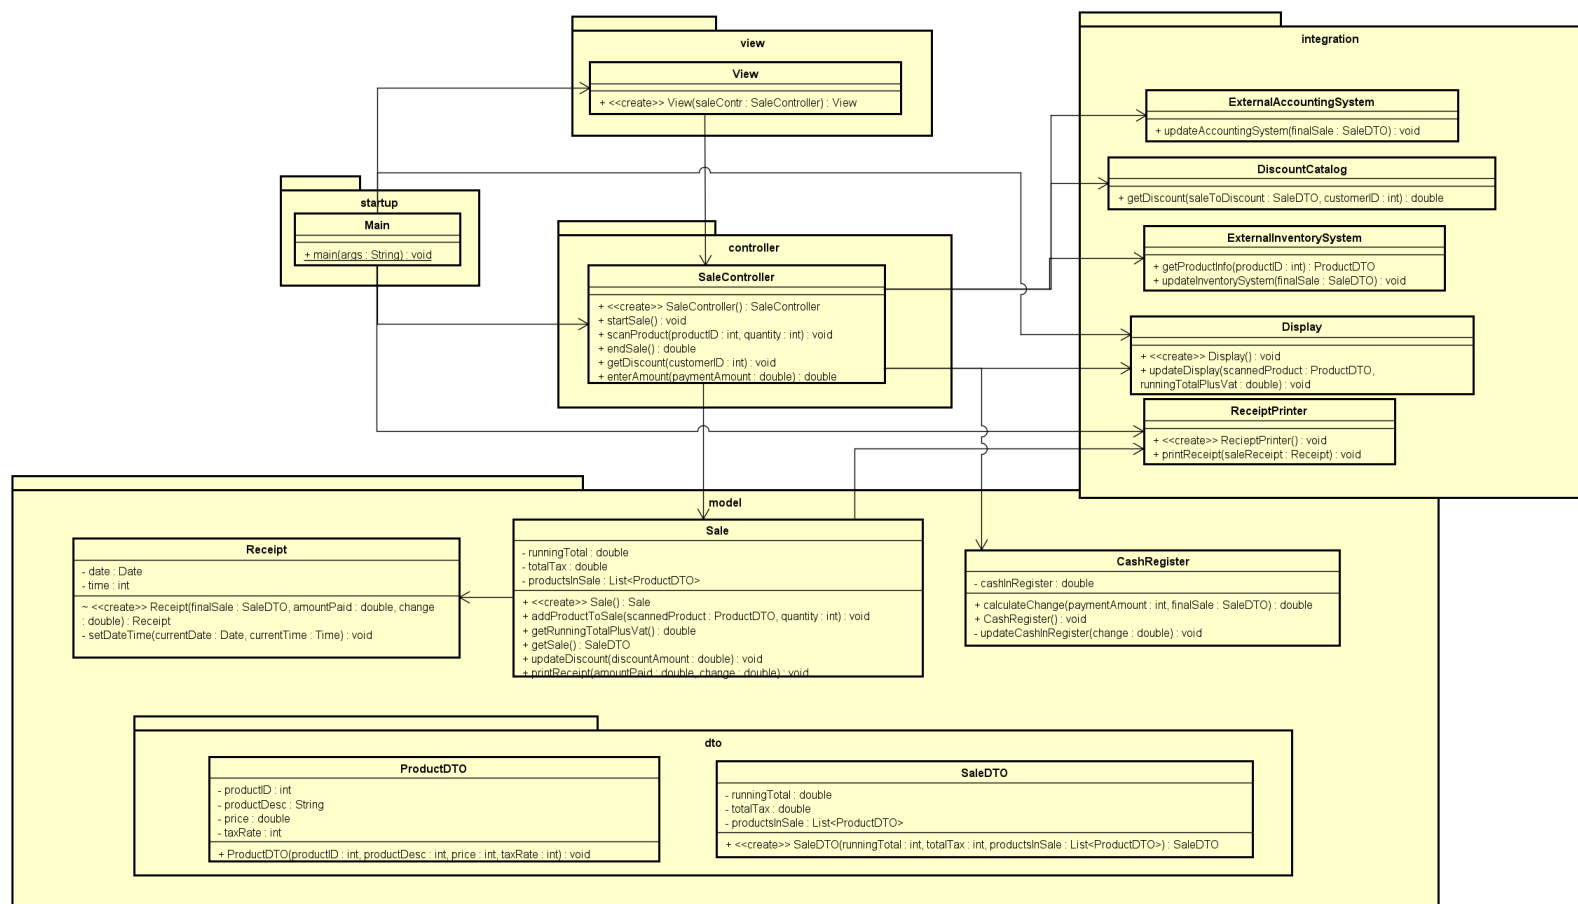 view
View
+ <<create>> View(saleContr : SaleController) : View
integration
ExternalAccountingSystem
+ updateAccountingSystem(finalSale : SaleDTO) : void
DiscountCatalog
+ getDiscount(saleToDiscount : SaleDTO, customerID : int) : double
ExternalInventorySystem
+ getProductInfo(productID : int) : ProductDTO
+ updateInventorySystem(finalSale : SaleDTO) : void
Display
+ <<create>> Display() : void
+ updateDisplay(scannedProduct : ProductDTO,
runningTotalPlusVat : double) : void
ReceiptPrinter
+ <<create>> RecieptPrinter() : void
+ printReceipt(saleReceipt : Receipt) : void
startup
Main
+ main(args : String) : void
controller
SaleController
+ <<create>> SaleController() : SaleController
+ startSale() : void
+ scanProduct(productID : int, quantity : int) : void
+ endSale() : double
+ getDiscount(customerID : int) : void
+ enterAmount(paymentAmount : double) : double
model
Receipt
- date : Date
- time : int
~ <<create>> Receipt(finalSale : SaleDTO, amountPaid : double, change
: double) : Receipt
- setDateTime(currentDate : Date, currentTime : Time) : void
Sale
- runningTotal : double
- totalTax : double
- productsInSale : List<ProductDTO>
+ <<create>> Sale() : Sale
+ addProductToSale(scannedProduct : ProductDTO, quantity : int) : void
+ getRunningTotalPlusVat() : double
+ getSale() : SaleDTO
+ updateDiscount(discountAmount : double) : void
+ printReceipt(amountPaid : double, change : double) : void
CashRegister
- cashInRegister : double
+ calculateChange(paymentAmount : int, finalSale : SaleDTO) : double
+ CashRegister() : void
- updateCashInRegister(change : double) : void
dto
ProductDTO
- productID : int
- productDesc : String
- price : double
- taxRate : int
+ ProductDTO(productID : int, productDesc : int, price : int, taxRate : int) : void
SaleDTO
- runningTotal : double
- totalTax : double
- productsInSale : List<ProductDTO>
+ <<create>> SaleDTO(runningTotal : int, totalTax : int, productsInSale : List<ProductDTO>) : SaleDTO